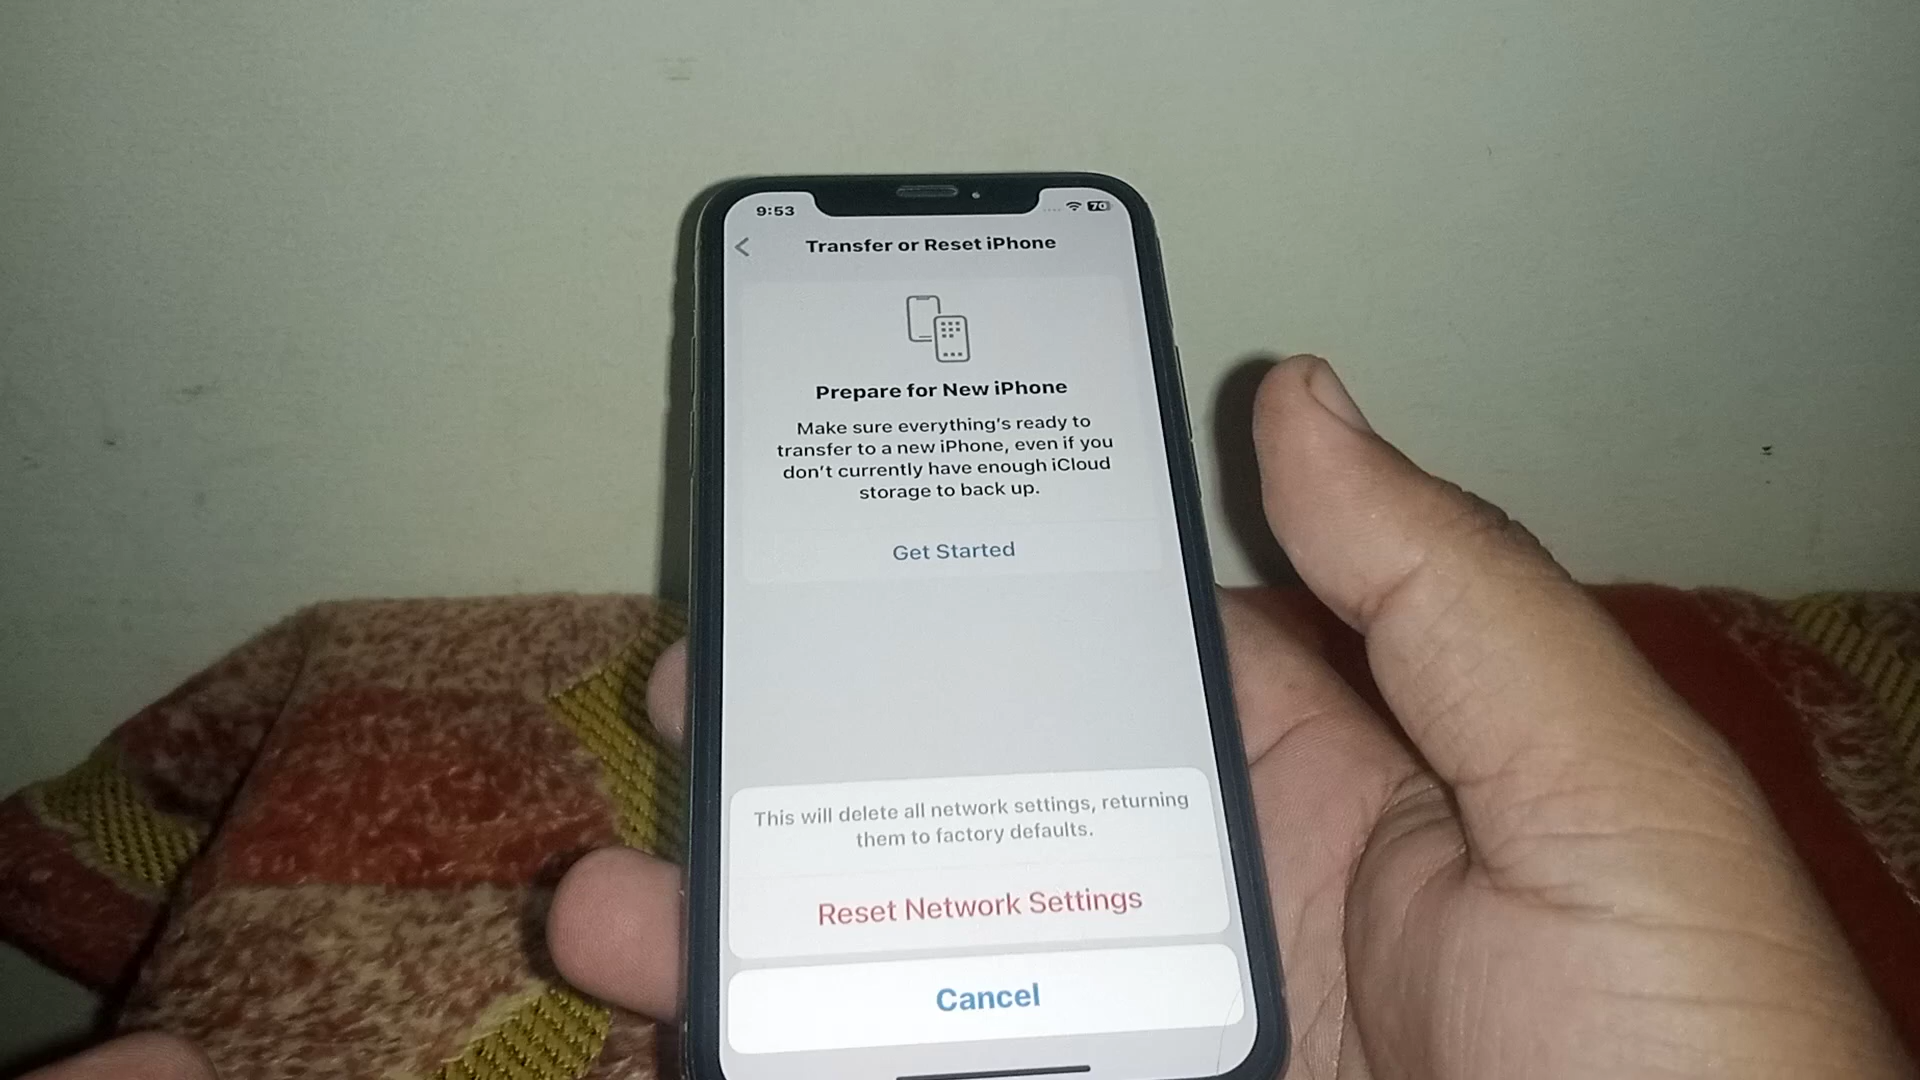 9:53
70
Transfer or Reset iPhone
Prepare for New iPhone
Make sure everything's ready to
transfer to a new iPhone, even if you
don't currently have enough iCloud
storage to back up.
Get Started
This will delete all network settings, returning
them to factory defaults.
Reset Network Settings
Cancel